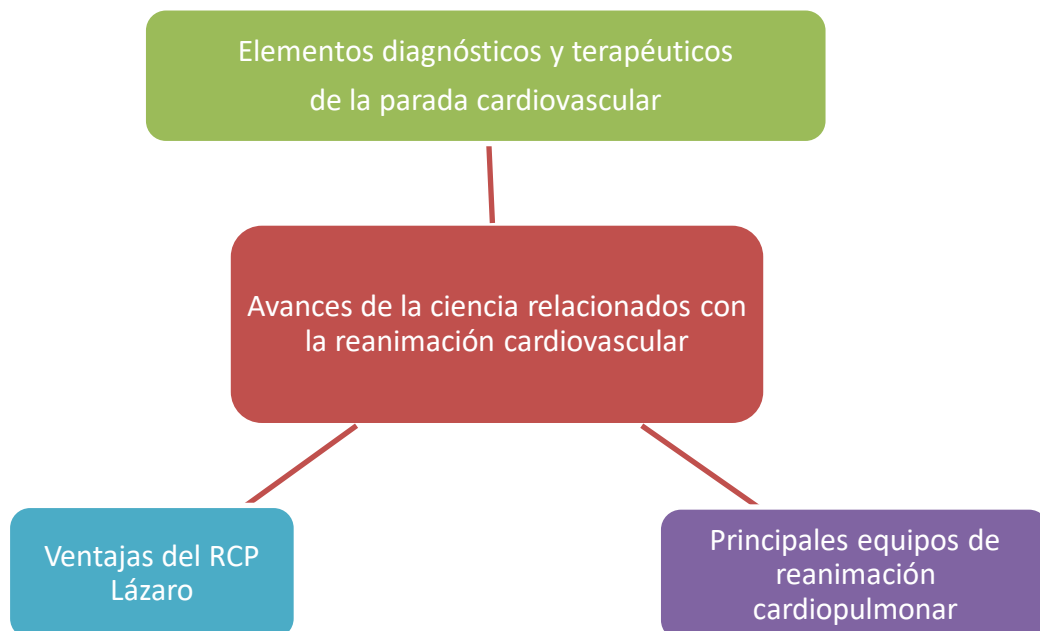 Elementos diagnósticos y terapéuticos
de la parada cardiovascular
Avances de la ciencia relacionados con
la reanimación cardiovascular
Ventajas del RCP
Lázaro
Principales equipos de
reanimación
cardiopulmonar